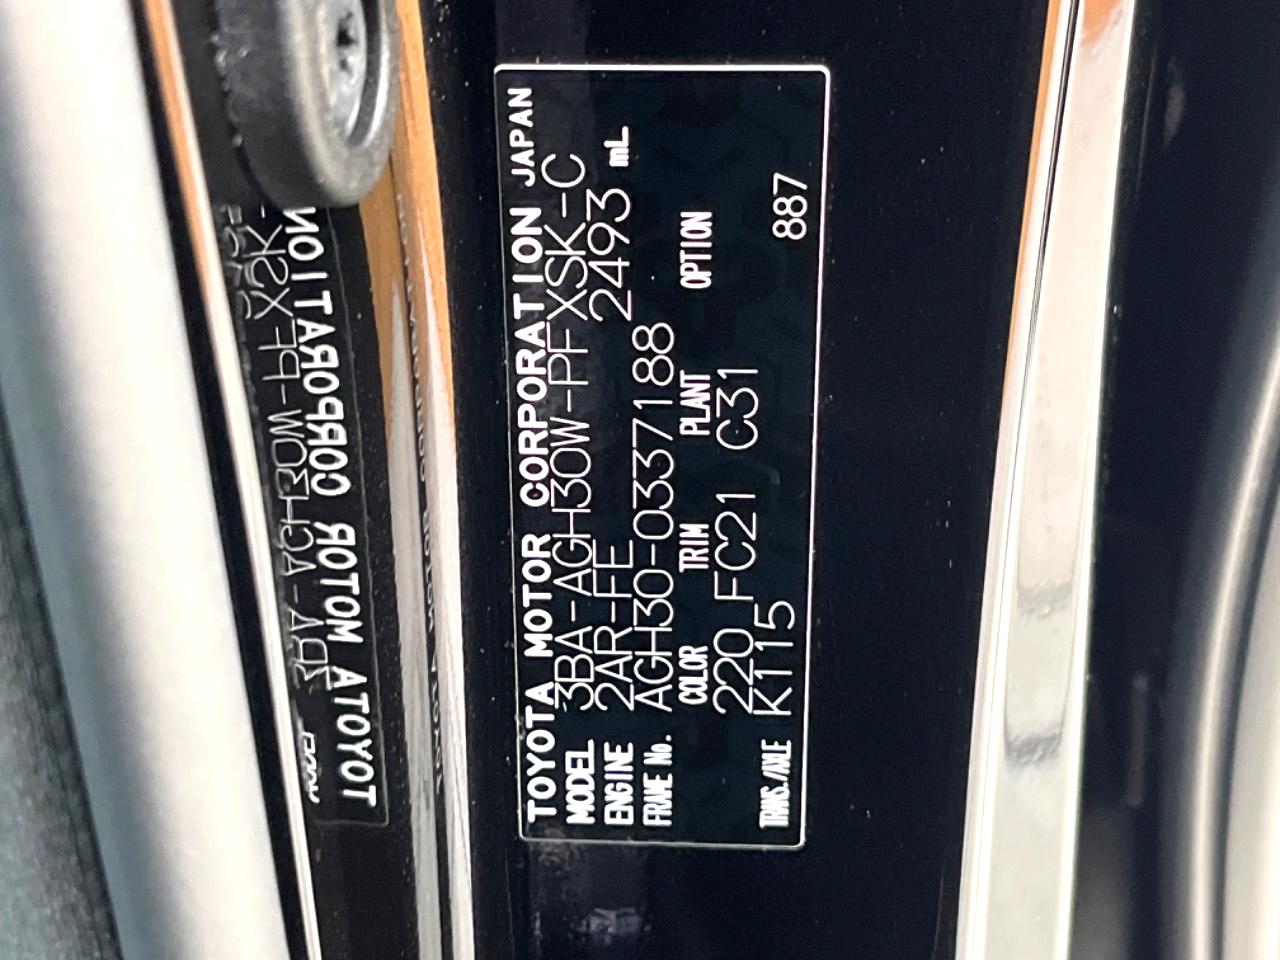 TOYOTA MOTOR CORPORATION JAPAN
MODEL 3BA-AGH30W-PFXSK-C
ENGINE 2AR-FE 2493 mL
FRAME No. AGH30-0337188
COLOR TRIM PLANT OPTION
220 FC21 C31
TRANS./AXLE K115 887
TOYOTA MOTOR CORPORATION